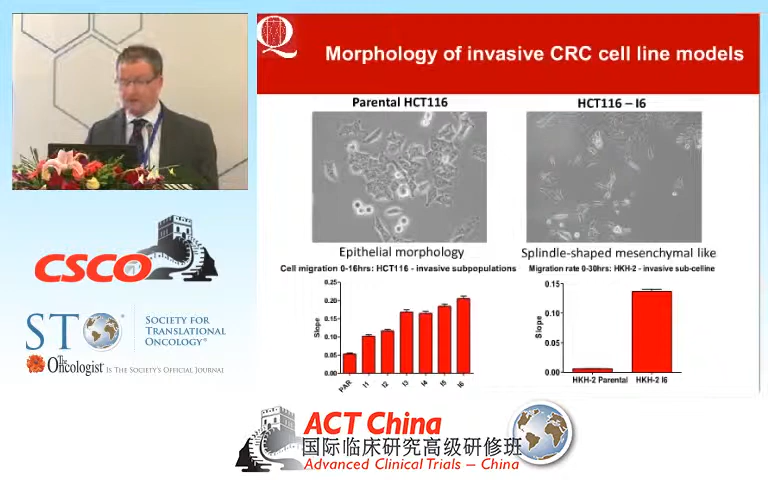 Morphology of invasive CRC cell line models
Parental HCT116
HCT116 – I6
Epithelial morphology
Splindle-shaped mesenchymal like
Cell migration 0-16hrs: HCT116 - invasive subpopulations
Slope
0.25
0.20
0.15
0.10
0.05
0.00
PAR
I1
I2
I3
I4
I5
I6
Migration rate 0-30hrs: HKH-2 - invasive sub-celline
Slope
0.15
0.10
0.05
0.00
HKH-2 Parental
HKH-2 I6
CSCO
STO
SOCIETY FOR
TRANSLATIONAL
ONCOLOGY®
The Oncologist® IS THE SOCIETY'S OFFICIAL JOURNAL
ACT China
国际临床研究高级研修班
Advanced Clinical Trials – China